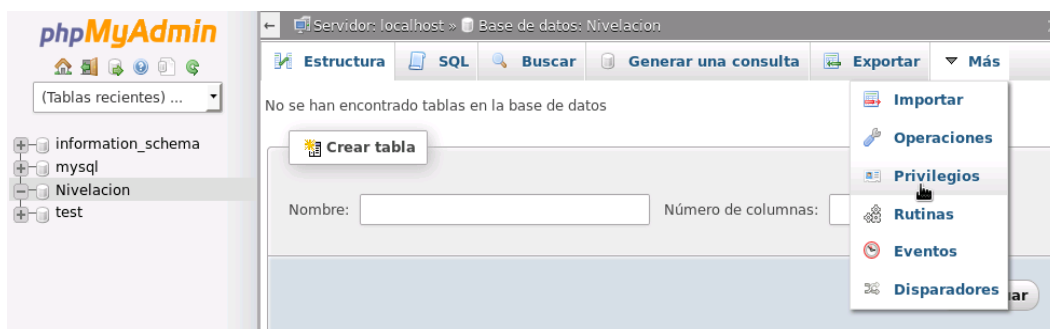 phpMyAdmin
(Tablas recientes) ...
information_schema
mysql
Nivelacion
test
Servidor: localhost » Base de datos: Nivelacion
Estructura SQL Buscar Generar una consulta Exportar Más
No se han encontrado tablas en la base de datos
Crear tabla
Nombre: Número de columnas:
Importar
Operaciones
Privilegios
Rutinas
Eventos
Disparadores
ar